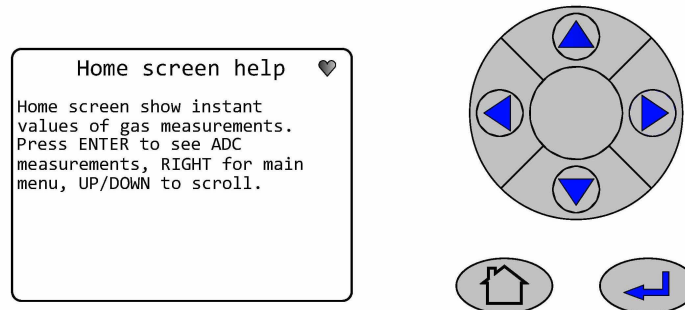 Home screen help
Home screen show instant
values of gas measurements.
Press ENTER to see ADC
measurements, RIGHT for main
menu, UP/DOWN to scroll.